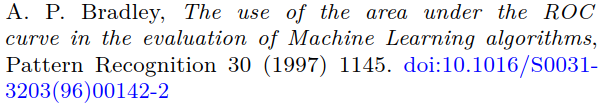 A. P. Bradley, The use of the area under the ROC
curve in the evaluation of Machine Learning algorithms,
Pattern Recognition 30 (1997) 1145. doi:10.1016/S0031-
3203(96)00142-2